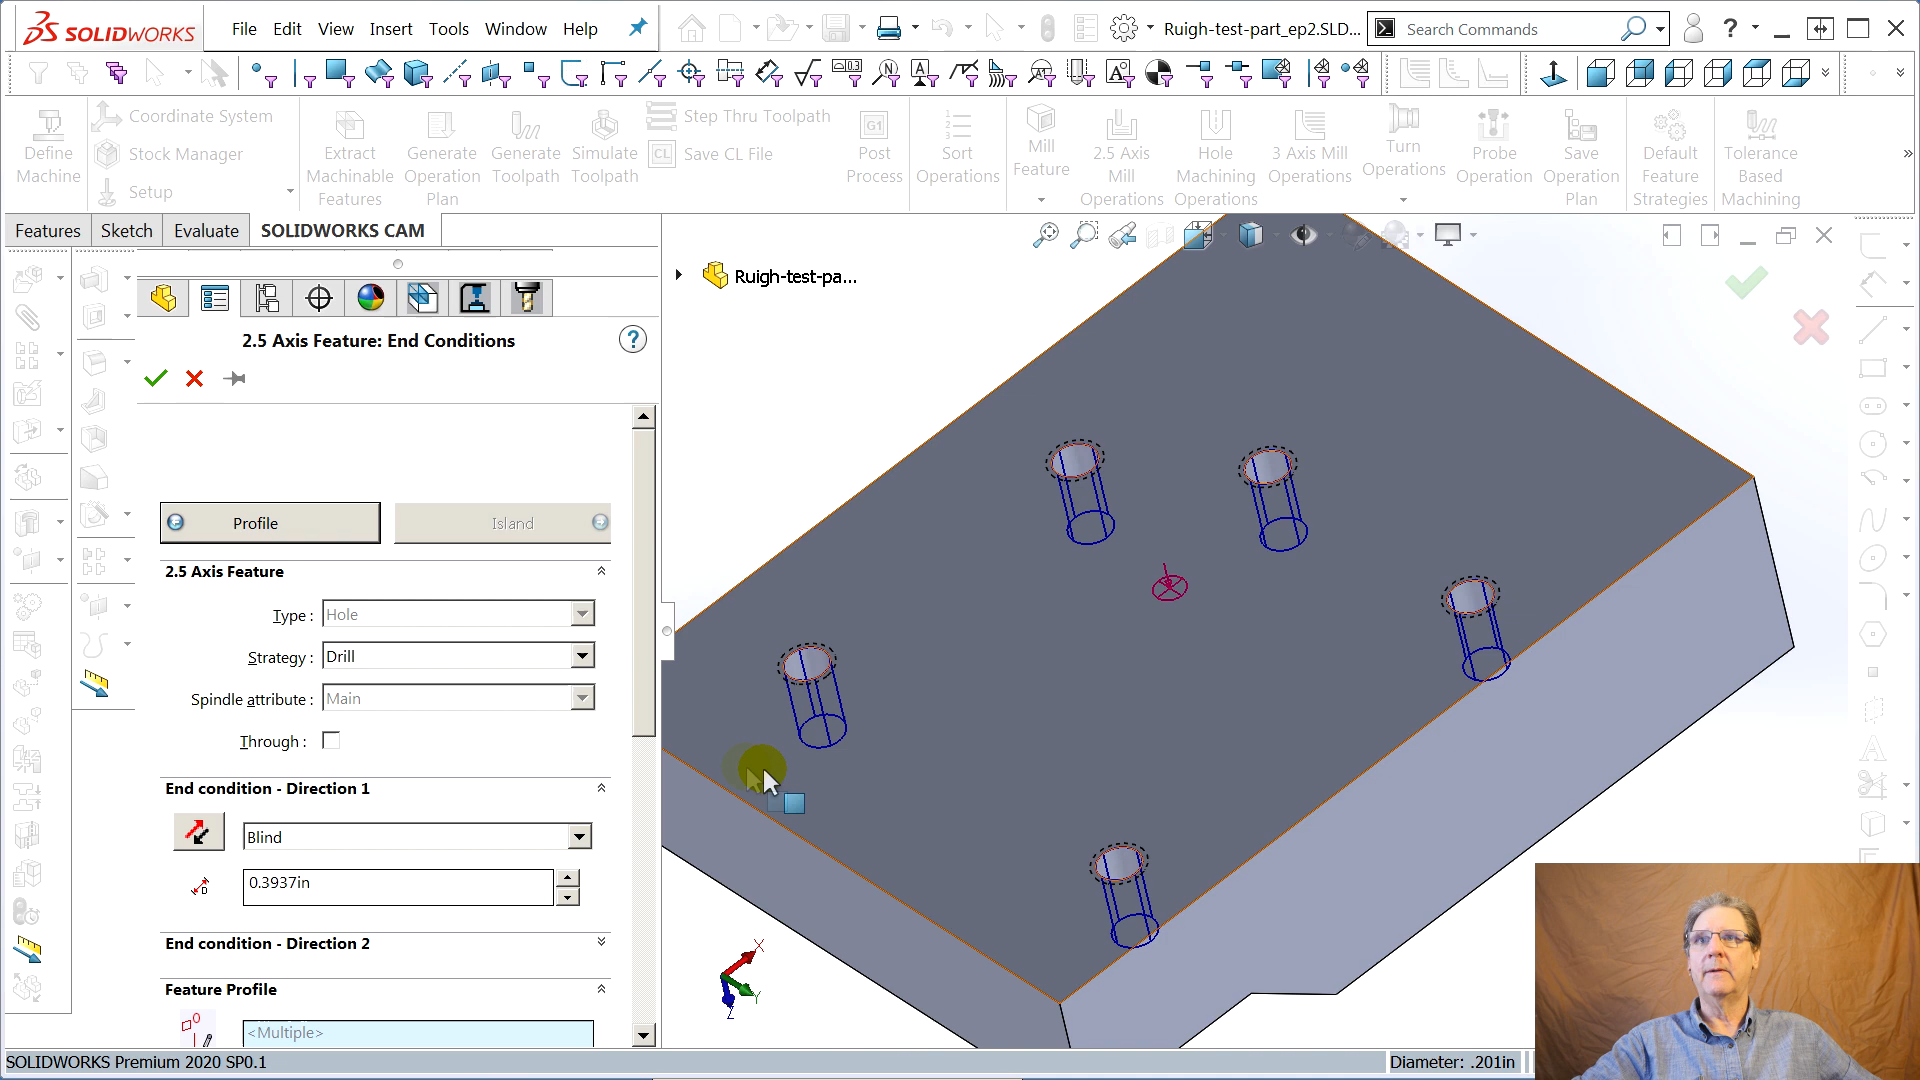 SOLIDWORKS
File Edit View Insert Tools Window Help
Ruigh-test-part_ep2.SLD...
Search Commands
Define Machine
Coordinate System
Stock Manager
Setup
Extract Machinable Features
Generate Operation Plan
Generate Toolpath
Simulate Toolpath
Step Thru Toolpath
CL Save CL File
G1 Post Process
Sort Operations
Mill Feature
2.5 Axis Mill Operations
Hole Machining Operations
3 Axis Mill Operations
Turn Operations
Probe Operation
Save Operation Plan
Default Feature Strategies
Tolerance Based Machining
Features Sketch Evaluate SOLIDWORKS CAM
Ruigh-test-pa...
2.5 Axis Feature: End Conditions
Profile Island
2.5 Axis Feature
Type : Hole
Strategy : Drill
Spindle attribute : Main
Through :
End condition - Direction 1
Blind
0.3937in
End condition - Direction 2
Feature Profile
<Multiple>
X
Y
Z
SOLIDWORKS Premium 2020 SP0.1
Diameter: .201in